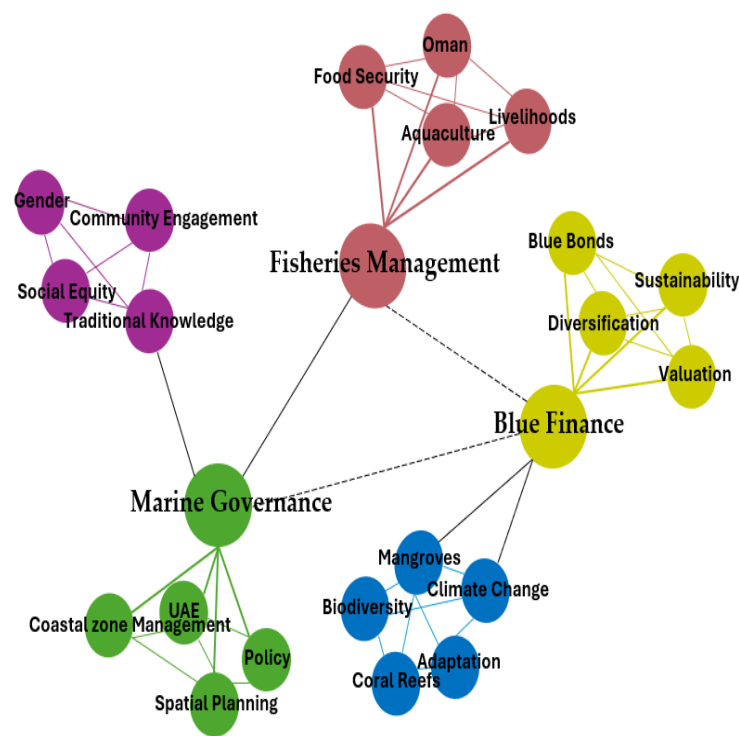 Oman
Food Security
Livelihoods
Aquaculture
Gender
Community Engagement
Social Equity
Traditional Knowledge
Fisheries Management
Blue Bonds
Sustainability
Diversification
Valuation
Blue Finance
Marine Governance
Mangroves
Climate Change
Biodiversity
Adaptation
Coral Reefs
UAE
Coastal zone Management
Policy
Spatial Planning